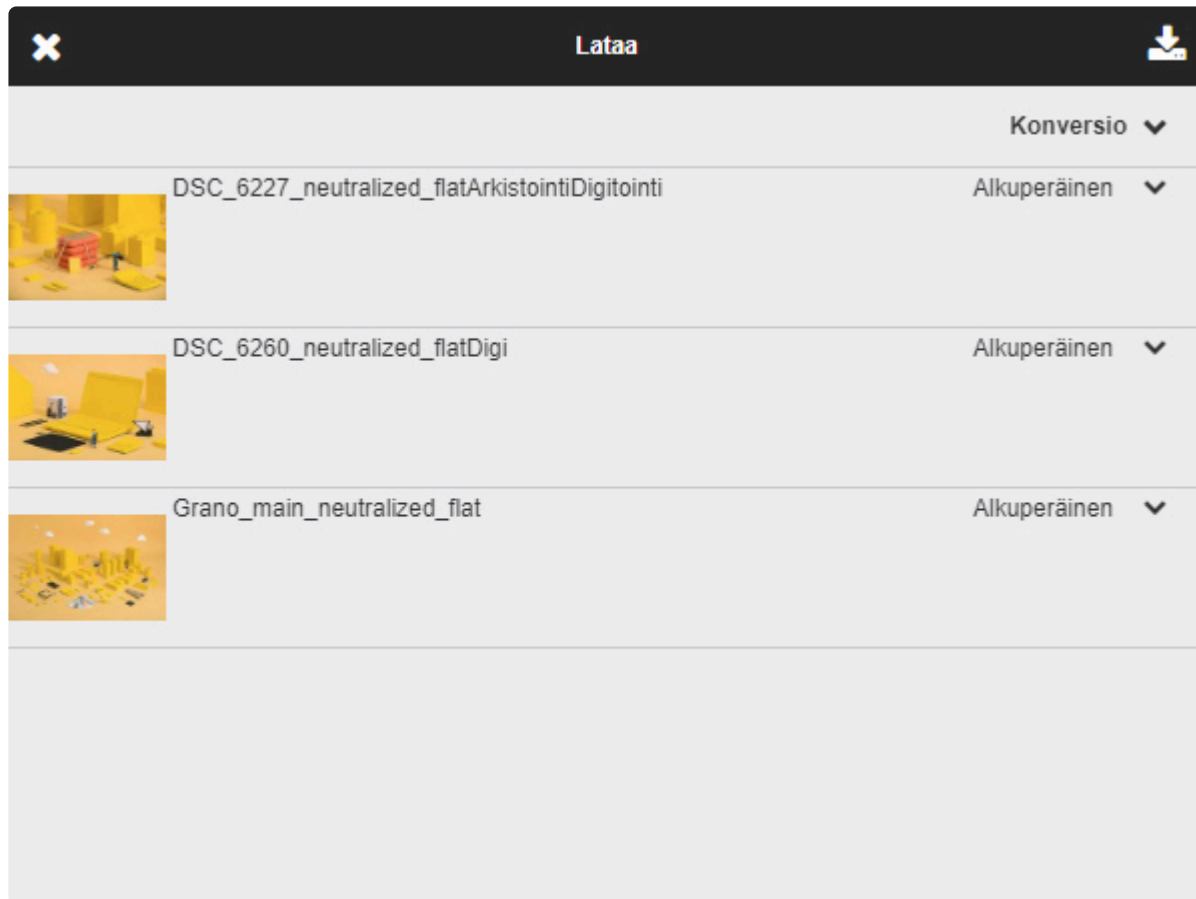 Lataa
Konversio
DSC_6227_neutralized_flatArkistointiDigitointi
Alkuperäinen
DSC_6260_neutralized_flatDigi
Alkuperäinen
Grano_main_neutralized_flat
Alkuperäinen